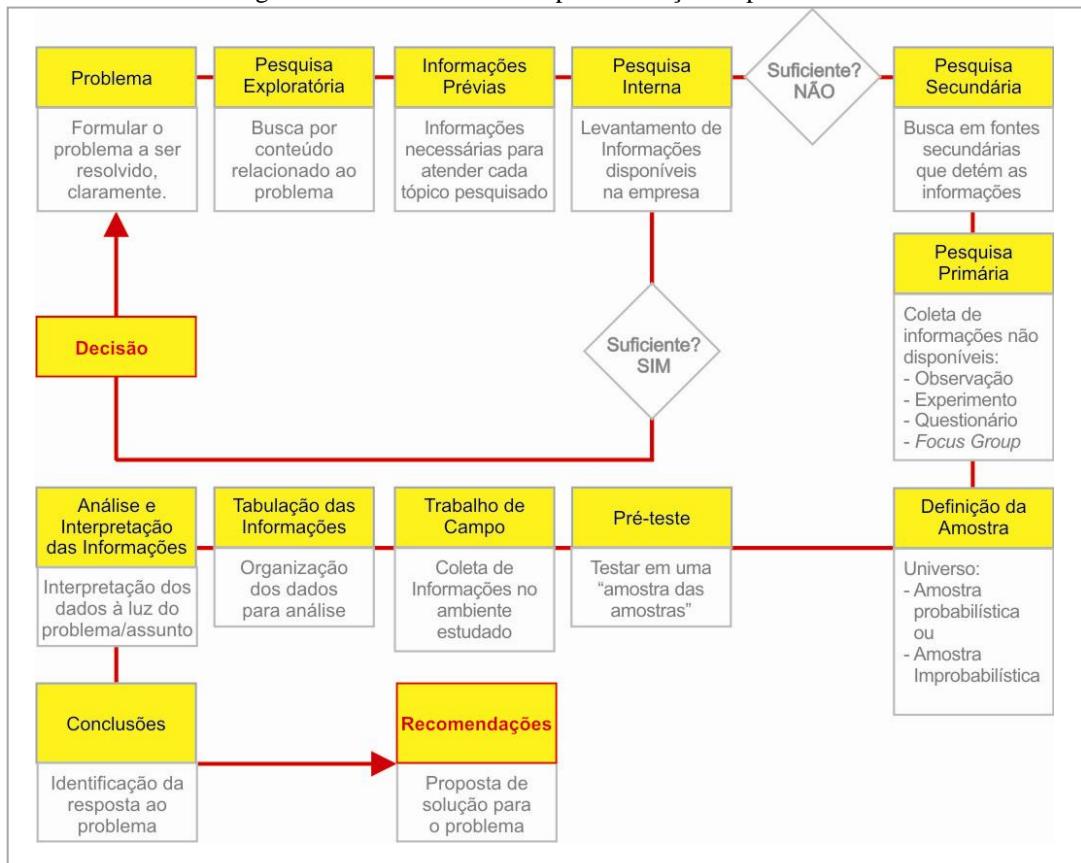 Problema
Formular o
problema a ser
resolvido,
claramente.
Pesquisa
Exploratória
Busca por
conteúdo
relacionado ao
problema
Informações
Prévias
Informações
necessárias para
atender cada
tópico pesquisado
Pesquisa
Interna
Levantamento de
Informações
disponíveis
na empresa
Suficiente?
NÃO
Pesquisa
Secundária
Busca em fontes
secundárias
que detém as
informações
Pesquisa
Primária
Coleta de
informações não
disponíveis:
- Observação
- Experimento
- Questionário
- Focus Group
Decisão
Suficiente?
SIM
Análise e
Interpretação
das Informações
Interpretação dos
dados à luz do
problema/assunto
Tabulação das
Informações
Organização
dos dados
para análise
Trabalho de
Campo
Coleta de
Informações no
ambiente
estudado
Pré-teste
Testar em uma
“amostra das
amostras”
Definição da
Amostra
Universo:
- Amostra
probabilística
ou
- Amostra
Improbabilística
Conclusões
Identificação da
resposta ao
problema
Recomendações
Proposta de
solução para
o problema